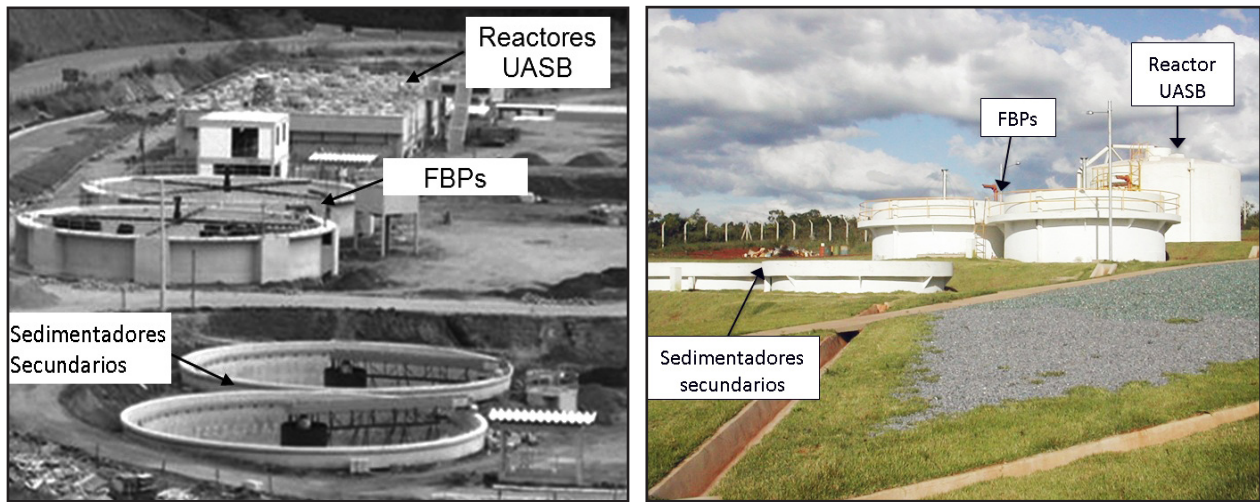 Reactores
UASB
FBPs
Sedimentadores
Secundarios
Reactor
UASB
FBPs
Sedimentadores
secundarios